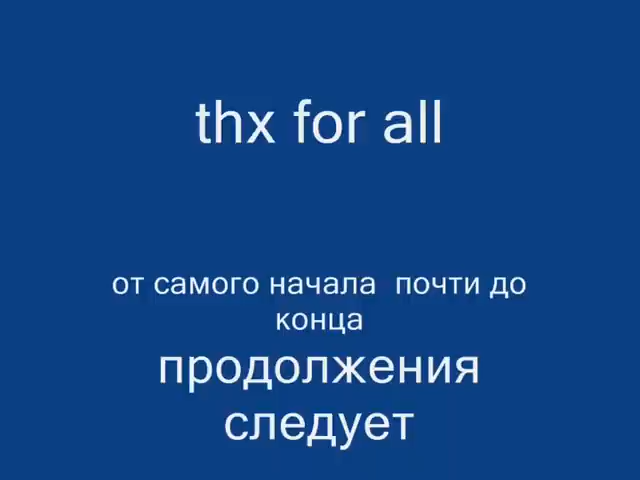 thx for all
от самого начала  почти до
конца
продолжения
следует